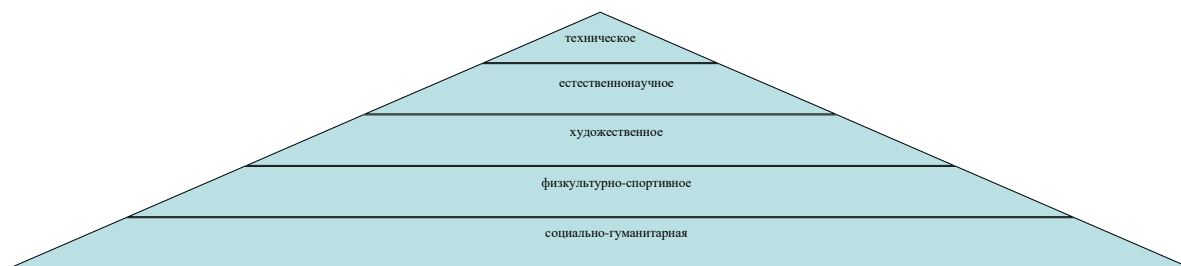 техническое
естественнонаучное
художественное
физкультурно-спортивное
социально-гуманитарная